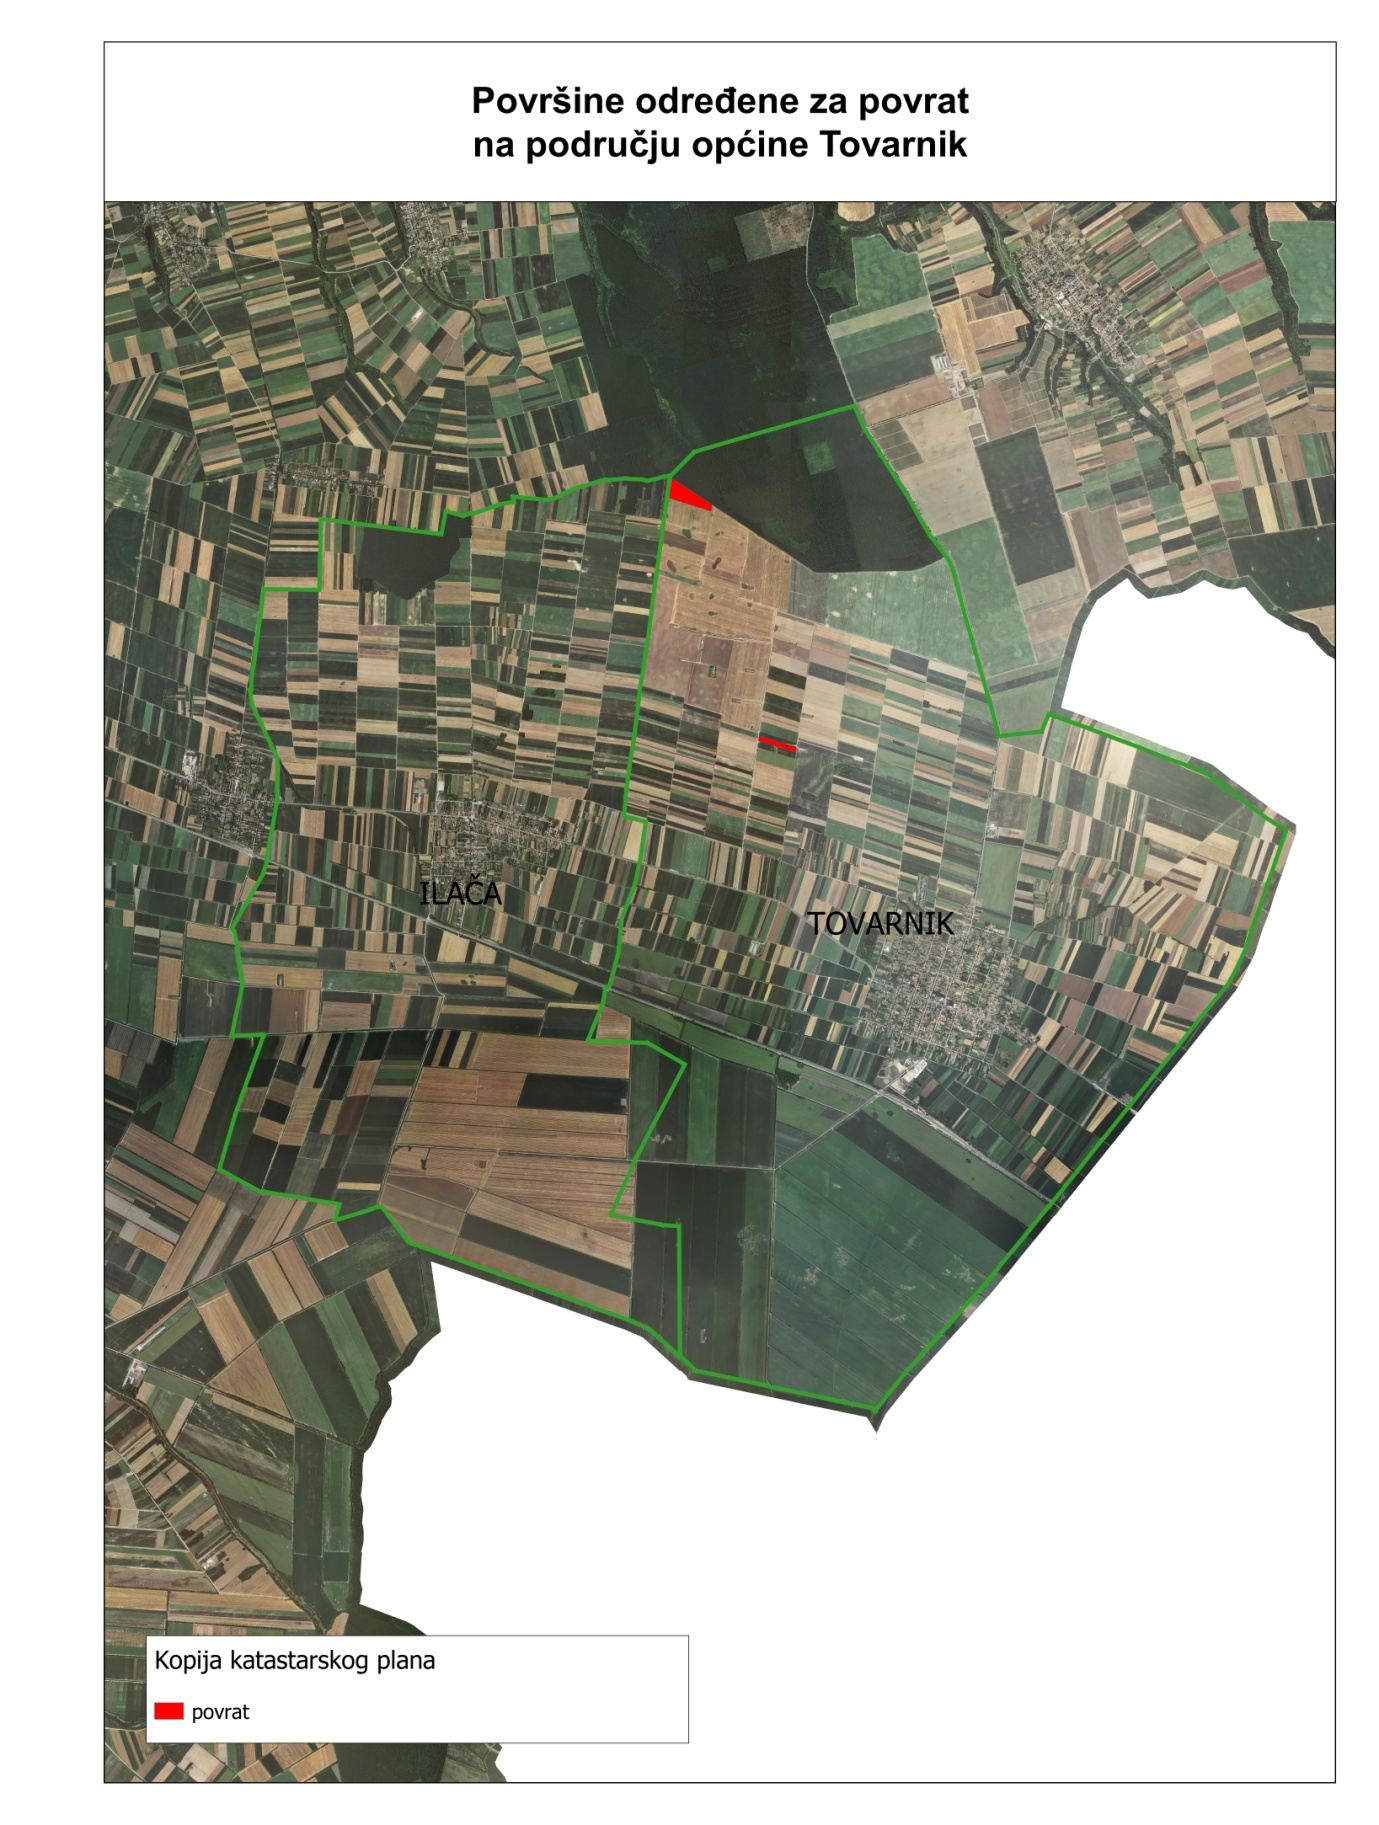 Površine određene za povrat
na području općine Tovarnik
ILAČA
TOVARNIK
Kopija katastarskog plana
povrat